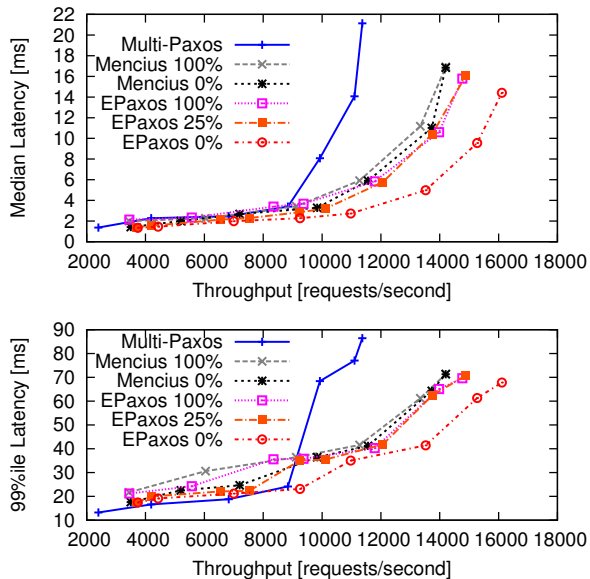 22
20
18
16
14
12
10
8
6
4
2
0
Median Latency [ms]
Multi-Paxos
Mencius 100%
Mencius 0%
EPaxos 100%
EPaxos 25%
EPaxos 0%
2000 4000 6000 8000 10000 12000 14000 16000 18000
Throughput [requests/second]
90
80
70
60
50
40
30
20
10
99%ile Latency [ms]
Multi-Paxos
Mencius 100%
Mencius 0%
EPaxos 100%
EPaxos 25%
EPaxos 0%
2000 4000 6000 8000 10000 12000 14000 16000 18000
Throughput [requests/second]